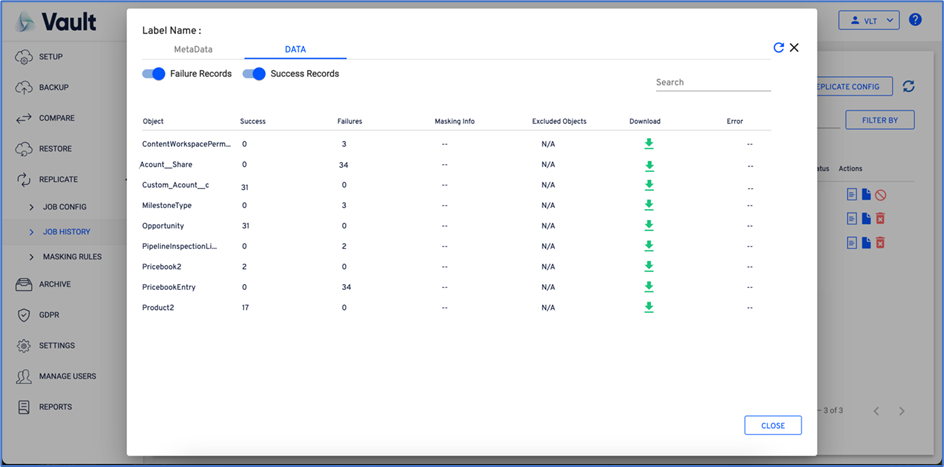 Vault
SETUP
BACKUP
COMPARE
RESTORE
REPLICATE
JOB CONFIG
JOB HISTORY
MASKING RULES
ARCHIVE
GDPR
SETTINGS
MANAGE USERS
REPORTS
Label Name :
MetaData DATA
Failure Records Success Records
Search
Object Success Failures Masking Info Excluded Objects Download Error
ContentWorkspacePerm... 0 3 -- N/A --
Acount__Share 0 34 -- N/A --
Custom_Acount__c 31 0 -- N/A --
MilestoneType 0 3 -- N/A --
Opportunity 31 0 -- N/A --
PipelineInspectionLi... 0 2 -- N/A --
Pricebook2 2 0 -- N/A --
PricebookEntry 0 34 -- N/A --
Product2 17 0 -- N/A --
CLOSE
VLT
?
EPLICATE CONFIG
FILTER BY
atus Actions
– 3 of 3